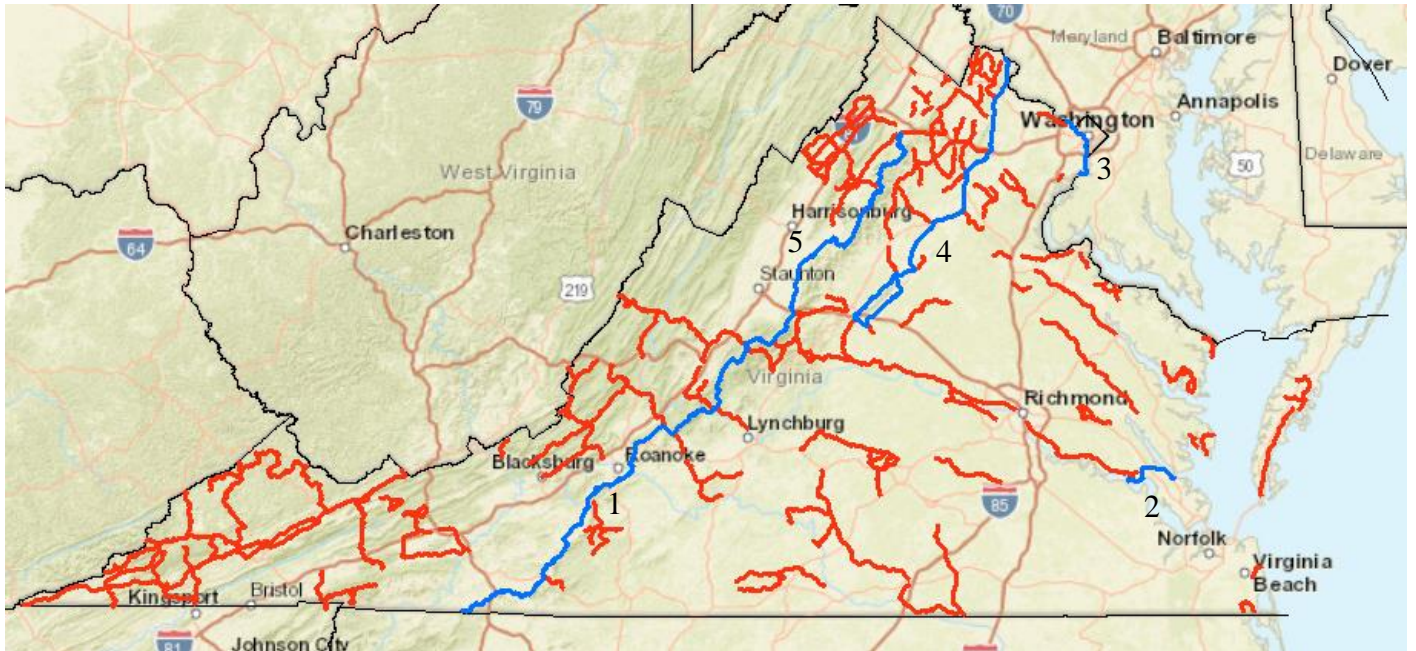 70
Maryland
Baltimore
Dover
79
Annapolis
81
Washington
West Virginia
3
50
Delaware
Harrisonburg
64
Charleston
5
4
219
Staunton
Virginia
Richmond
Lynchburg
Blacksburg
Roanoke
1
85
2
Norfolk
Virginia
Beach
Bristol
Kingsport
81
Johnson City